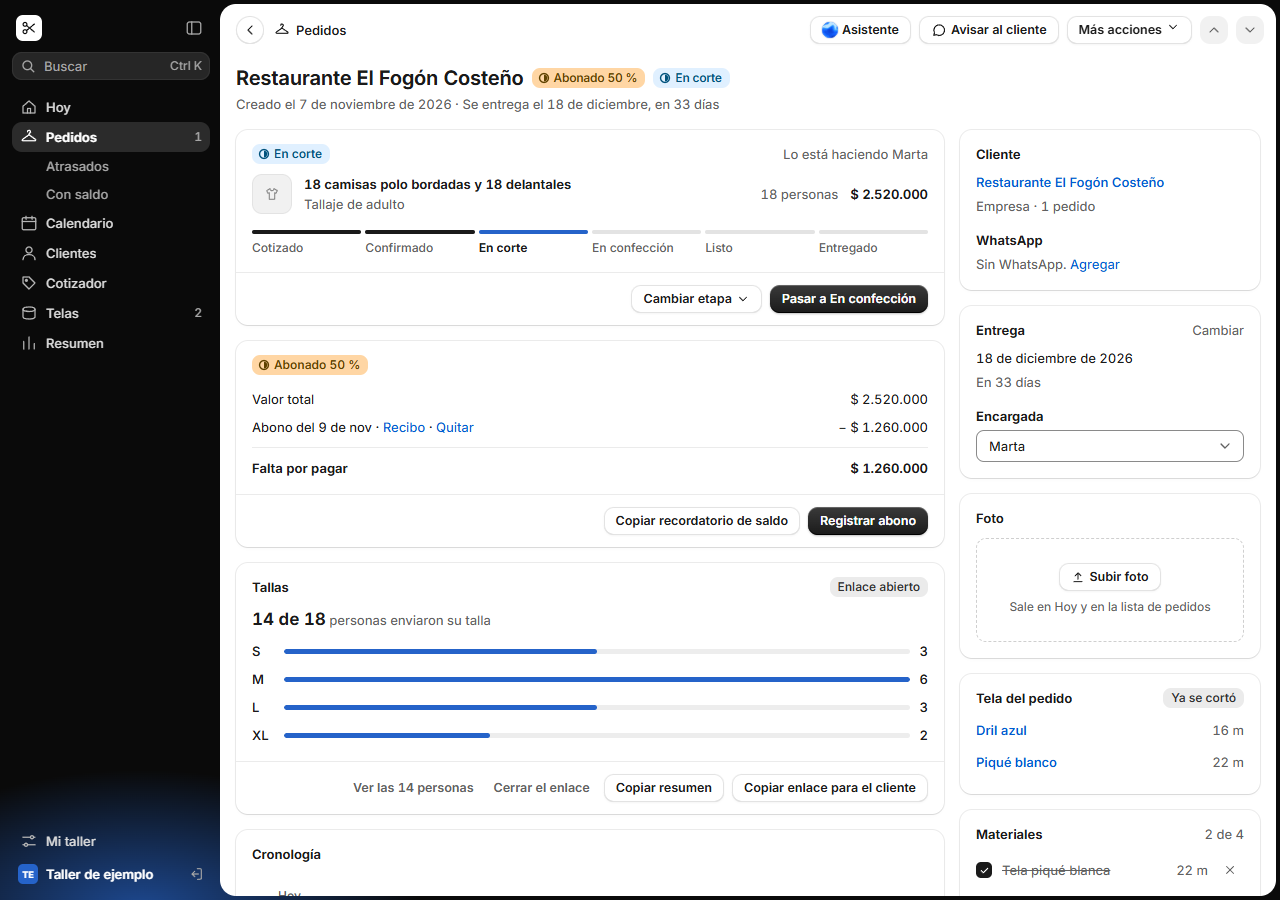 Buscar Ctrl K
Hoy
Pedidos 1
Atrasados
Con saldo
Calendario
Clientes
Cotizador
Telas 2
Resumen
Mi taller
TE Taller de ejemplo
Pedidos
Asistente
Avisar al cliente
Más acciones
Restaurante El Fogón Costeño Abonado 50 % En corte
Creado el 7 de noviembre de 2026 · Se entrega el 18 de diciembre, en 33 días
En corte Lo está haciendo Marta
18 camisas polo bordadas y 18 delantales
Tallaje de adulto
18 personas $ 2.520.000
Cotizado Confirmado En corte En confección Listo Entregado
Cambiar etapa Pasar a En confección
Abonado 50 %
Valor total $ 2.520.000
Abono del 9 de nov · Recibo · Quitar − $ 1.260.000
Falta por pagar $ 1.260.000
Copiar recordatorio de saldo Registrar abono
Tallas Enlace abierto
14 de 18 personas enviaron su talla
S 3
M 6
L 3
XL 2
Ver las 14 personas Cerrar el enlace Copiar resumen Copiar enlace para el cliente
Cronología
Hoy
Cliente
Restaurante El Fogón Costeño
Empresa · 1 pedido
WhatsApp
Sin WhatsApp. Agregar
Entrega Cambiar
18 de diciembre de 2026
En 33 días
Encargada
Marta
Foto
Subir foto
Sale en Hoy y en la lista de pedidos
Tela del pedido Ya se cortó
Dril azul 16 m
Piqué blanco 22 m
Materiales 2 de 4
Tela piqué blanco 22 m